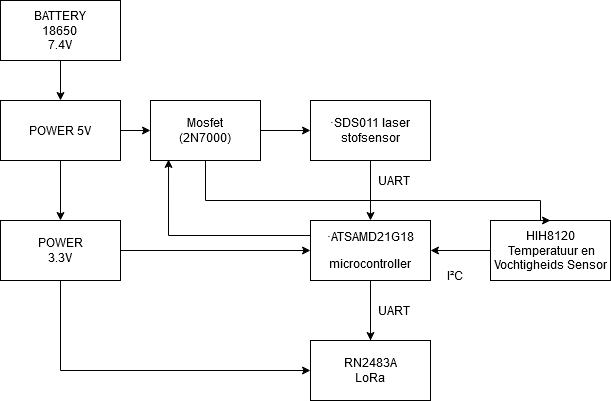 BATTERY
18650
7.4V
POWER 5V
Mosfet
(2N7000)
·SDS011 laser
stofsensor
UART
POWER
3.3V
·ATSAMD21G18
microcontroller
HIH8120
Temperatuur en
Vochtigheids Sensor
I²C
UART
RN2483A
LoRa